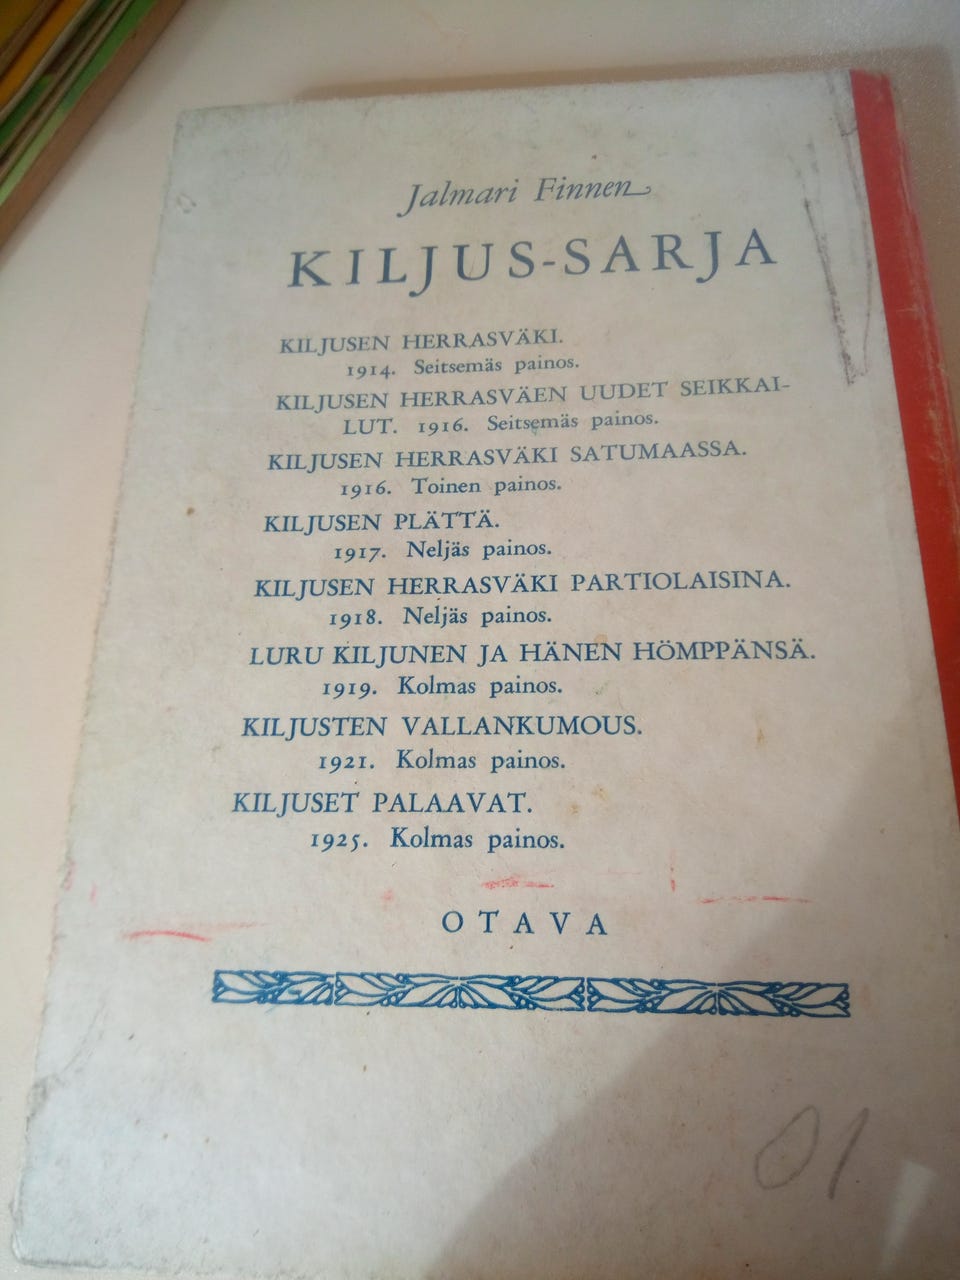 Jalmari Finnen
KILJUS-SARJA
KILJUSEN HERRASVÄKI.
1914. Seitsemäs painos.
KILJUSEN HERRASVÄEN UUDET SEIKKAI-
LUT. 1916. Seitsemäs painos.
KILJUSEN HERRASVÄKI SATUMAASSA.
1916. Toinen painos.
KILJUSEN PLÄTTÄ.
1917. Neljäs painos.
KILJUSEN HERRASVÄKI PARTIOLAISINA.
1918. Neljäs painos.
LURU KILJUNEN JA HÄNEN HÖMPPÄNSÄ.
1919. Kolmas painos.
KILJUSTEN VALLANKUMOUS.
1921. Kolmas painos.
KILJUSET PALAAVAT.
1925. Kolmas painos.
OTAVA
01